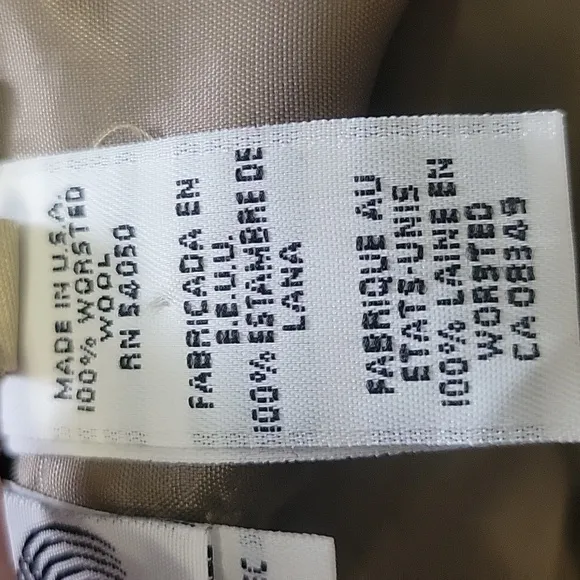 MADE IN U.S.A.
100% WORSTED
WOOL
RN 54050
FABRICADA EN
E.E.U.U.
100% ESTAMBRE DE
LANA
FABRIQUE AU
ETATS-UNIS
100% LAINE EN
WORSTED
CA 08349